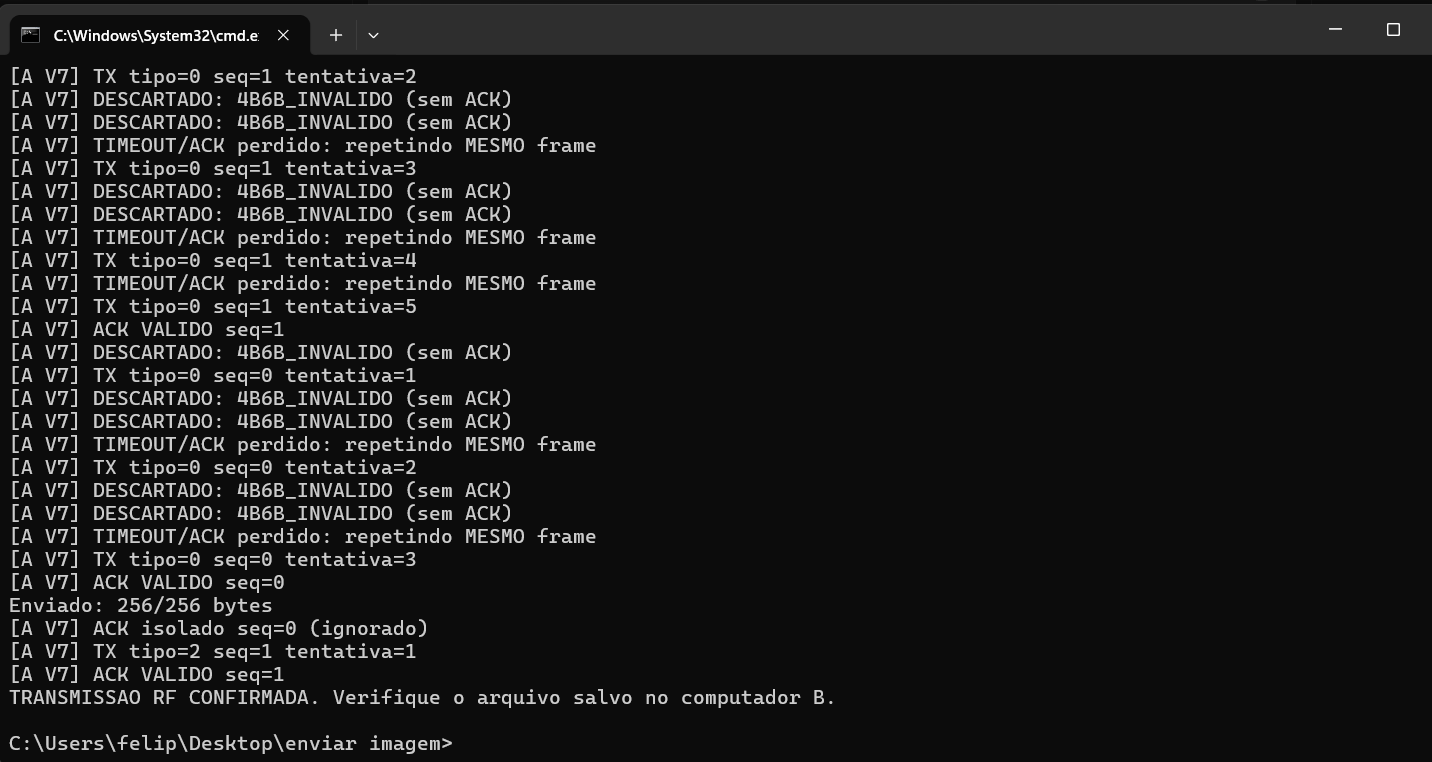 C:\Windows\System32\cmd.e
[A V7] TX tipo=0 seq=1 tentativa=2
[A V7] DESCARTADO: 4B6B_INVALIDO (sem ACK)
[A V7] DESCARTADO: 4B6B_INVALIDO (sem ACK)
[A V7] TIMEOUT/ACK perdido: repetindo MESMO frame
[A V7] TX tipo=0 seq=1 tentativa=3
[A V7] DESCARTADO: 4B6B_INVALIDO (sem ACK)
[A V7] DESCARTADO: 4B6B_INVALIDO (sem ACK)
[A V7] TIMEOUT/ACK perdido: repetindo MESMO frame
[A V7] TX tipo=0 seq=1 tentativa=4
[A V7] TIMEOUT/ACK perdido: repetindo MESMO frame
[A V7] TX tipo=0 seq=1 tentativa=5
[A V7] ACK VALIDO seq=1
[A V7] DESCARTADO: 4B6B_INVALIDO (sem ACK)
[A V7] TX tipo=0 seq=0 tentativa=1
[A V7] DESCARTADO: 4B6B_INVALIDO (sem ACK)
[A V7] DESCARTADO: 4B6B_INVALIDO (sem ACK)
[A V7] TIMEOUT/ACK perdido: repetindo MESMO frame
[A V7] TX tipo=0 seq=0 tentativa=2
[A V7] DESCARTADO: 4B6B_INVALIDO (sem ACK)
[A V7] DESCARTADO: 4B6B_INVALIDO (sem ACK)
[A V7] TIMEOUT/ACK perdido: repetindo MESMO frame
[A V7] TX tipo=0 seq=0 tentativa=3
[A V7] ACK VALIDO seq=0
Enviado: 256/256 bytes
[A V7] ACK isolado seq=0 (ignorado)
[A V7] TX tipo=2 seq=1 tentativa=1
[A V7] ACK VALIDO seq=1
TRANSMISSAO RF CONFIRMADA. Verifique o arquivo salvo no computador B.
C:\Users\felip\Desktop\enviar imagem>